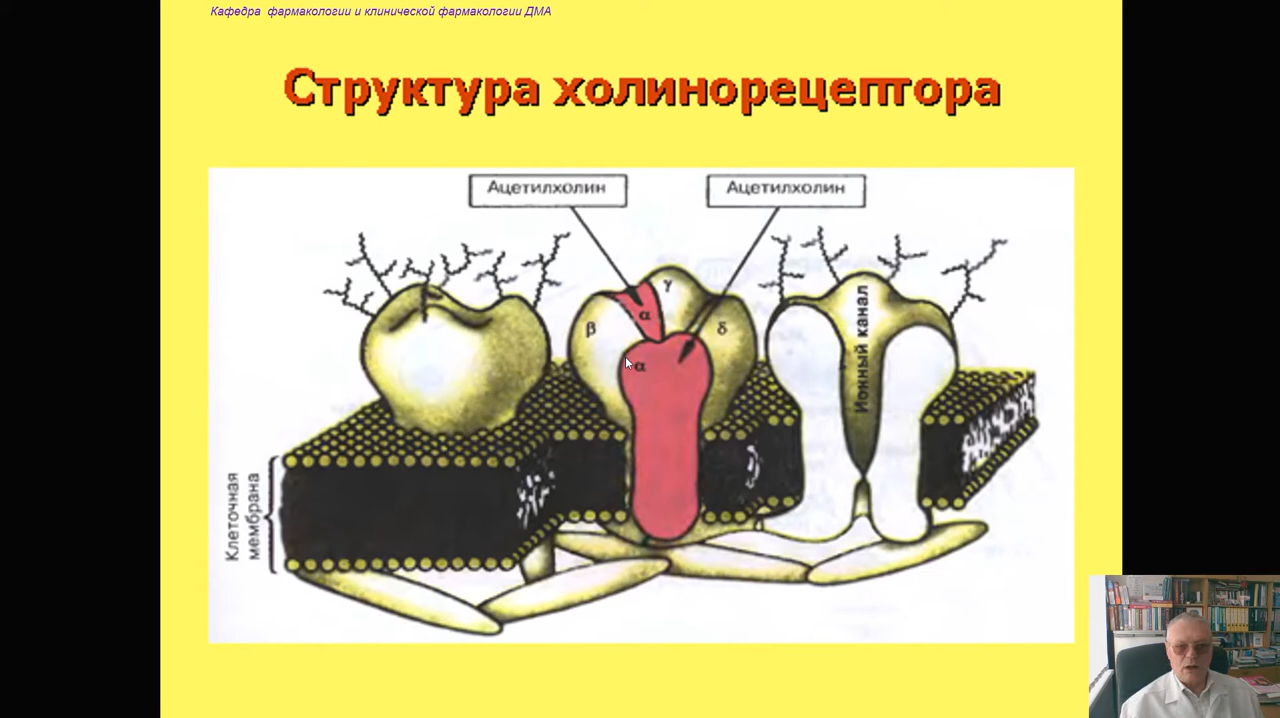 Кафедра фармакологии и клинической фармакологии ДМА
Структура холинорецептора
Ацетилхолин
Ацетилхолин
γ
α
β
δ
α
Ионный канал
Клеточная
мембрана